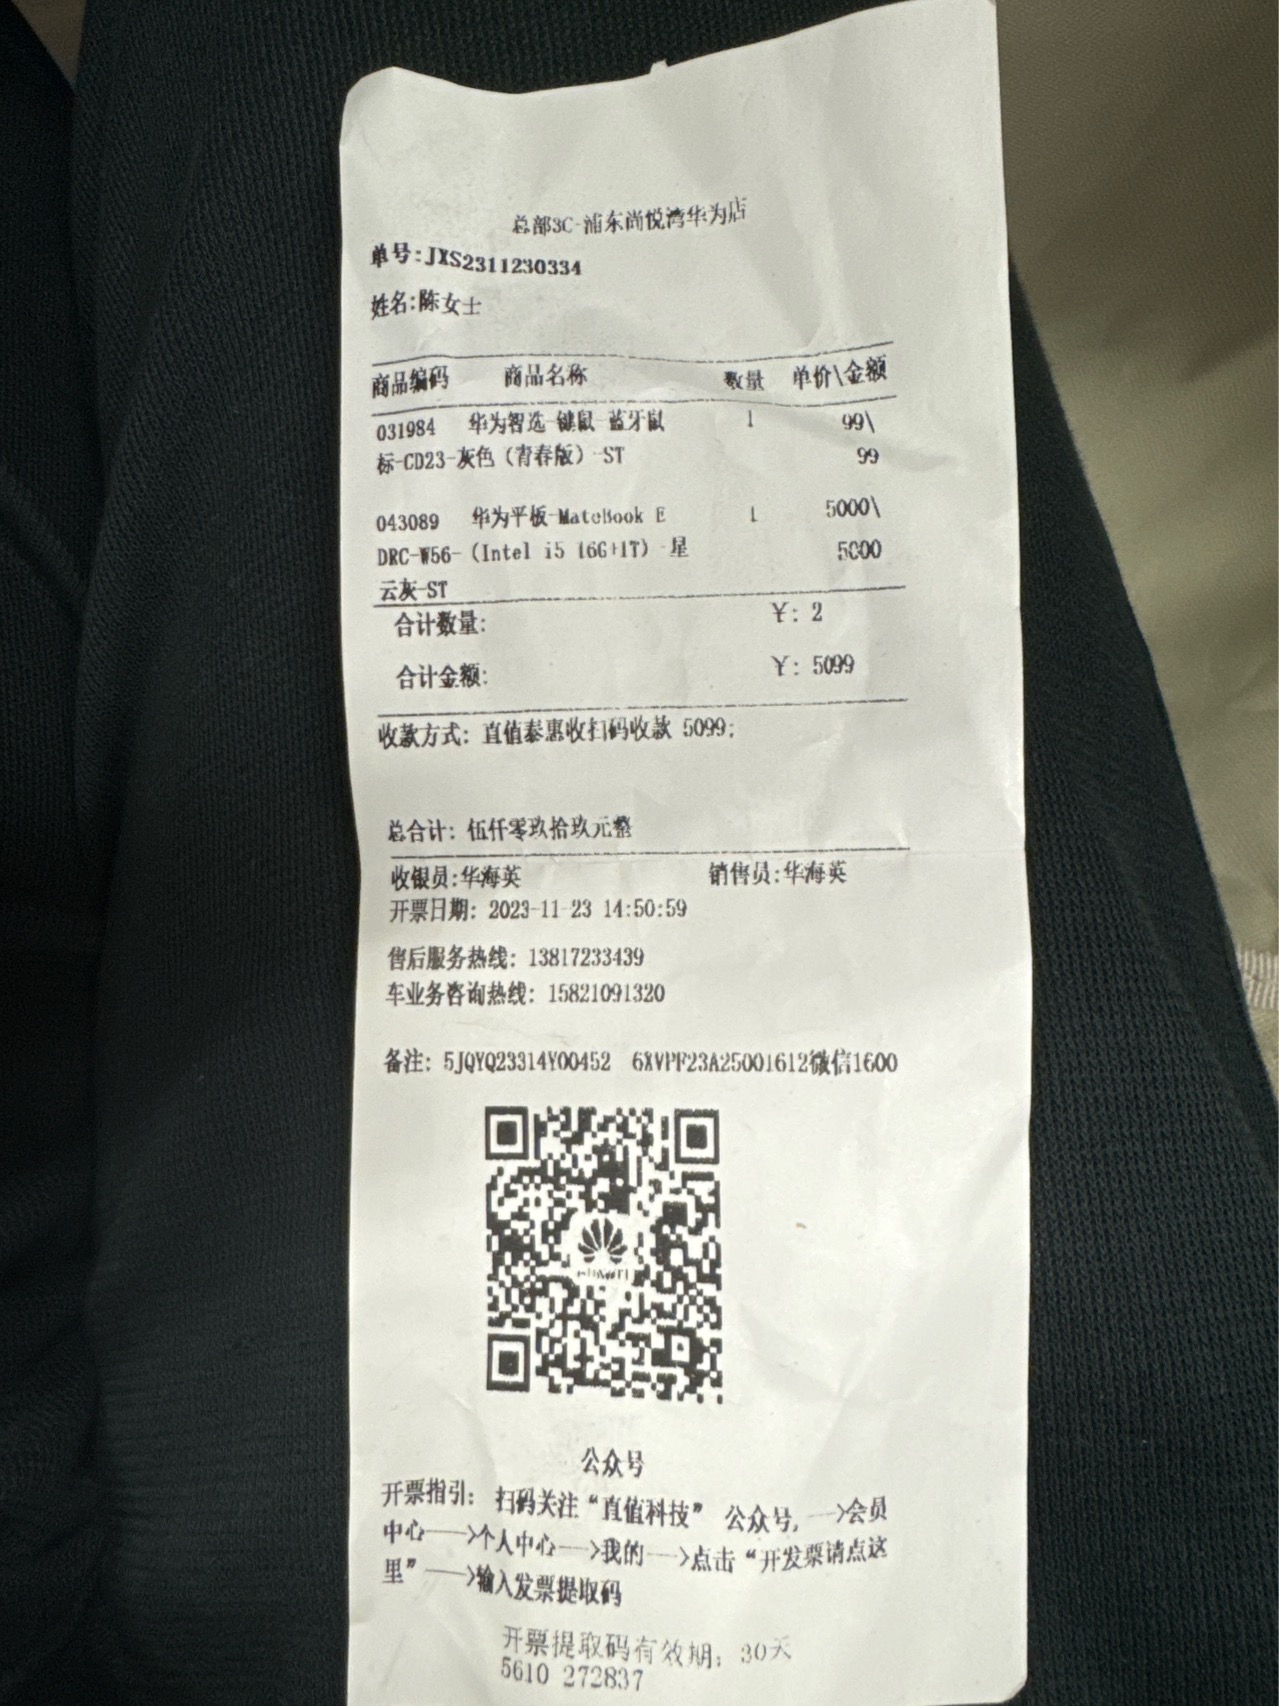 总部3C-浦东尚悦湾华为店
单号:JXS2311230334
姓名:陈女士
商品编码 商品名称 数量 单价\金额
031984 华为智选-键鼠-蓝牙鼠 1 99\
标-CD23-灰色（青春版）-ST 99
043089 华为平板-MateBook E 1 5000\
DRC-W56-（Intel i5 16G+1T）-星 5000
云灰-ST
合计数量: ￥: 2
合计金额: ￥: 5099
收款方式: 直值泰惠收扫码收款 5099;
总合计: 伍仟零玖拾玖元整
收银员:华海英 销售员:华海英
开票日期: 2023-11-23 14:50:59
售后服务热线: 13817233439
车业务咨询热线: 15821091320
备注: 5JQYQ23314Y00452 6XVPF23A25001612微信1600
HUAWEI
公众号
开票指引: 扫码关注“直值科技” 公众号, —>会员
中心—>个人中心—>我的—>点击“开发票请点这
里”—>输入发票提取码
开票提取码有效期: 30天
5610 272837